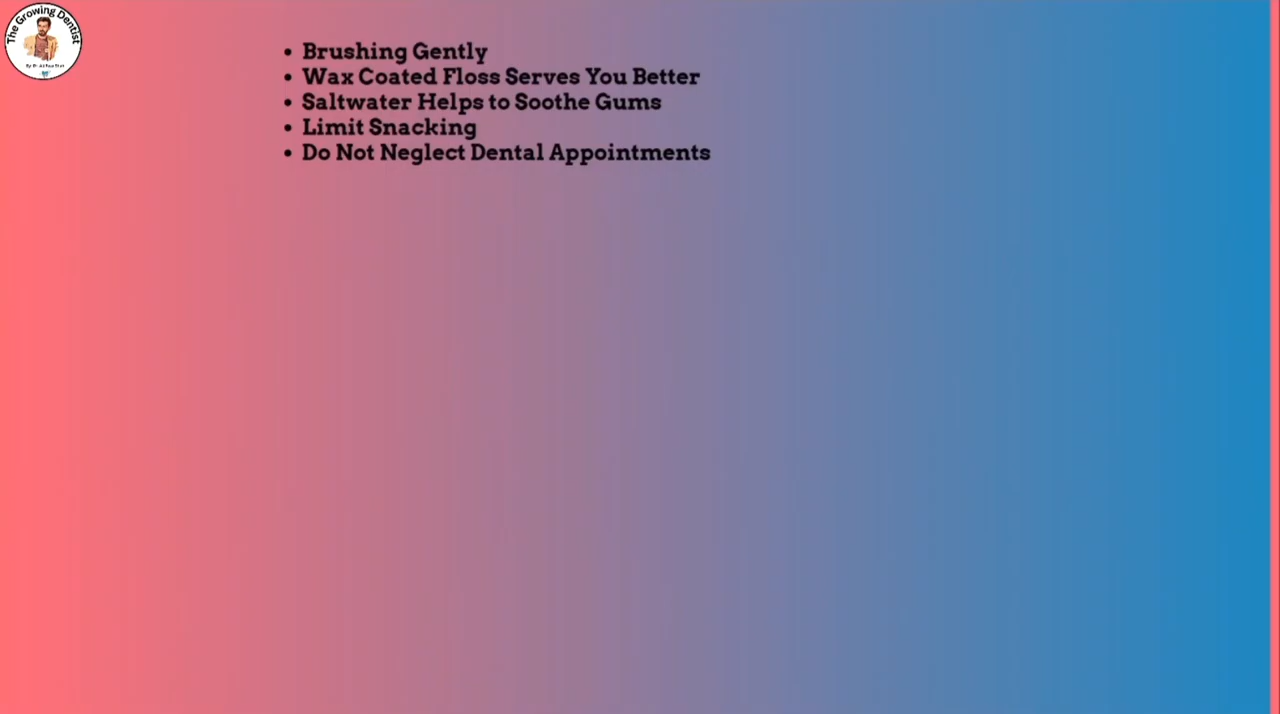 The Growing Dentist
• Brushing Gently
• Wax Coated Floss Serves You Better
• Saltwater Helps to Soothe Gums
• Limit Snacking
• Do Not Neglect Dental Appointments